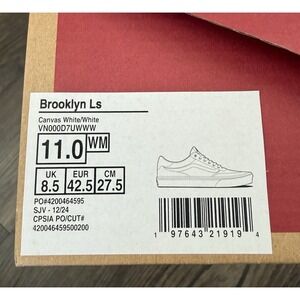 Brooklyn Ls
Canvas White/White
VN000D7UWWW
11.0 WM
UK EUR CM
8.5 42.5 27.5
PO#4200464595
SJV - 12/24
CPSIA PO/CUT#
420046459500200
1 97643 21919 4